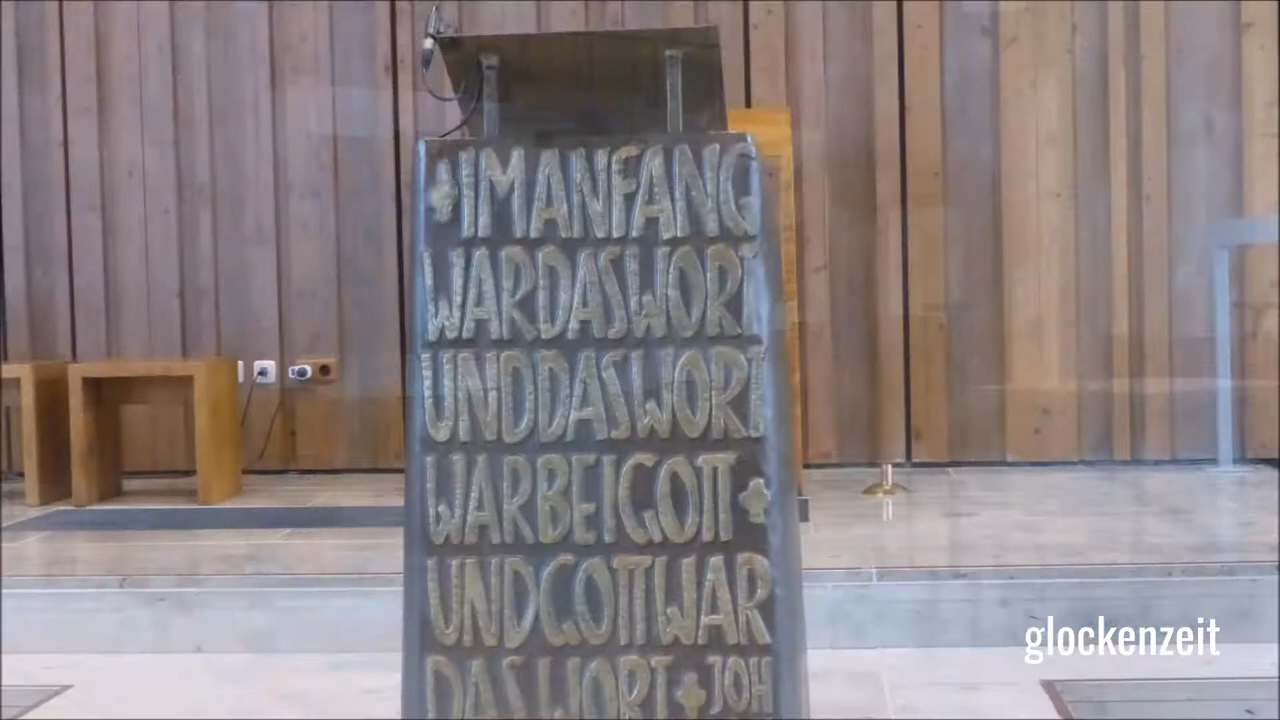 IMANFANG
WARDASWORT
UNDDASWORT
WARBEIGOTT
UNDGOTTWAR
DASWORT JOH
glockenzeit